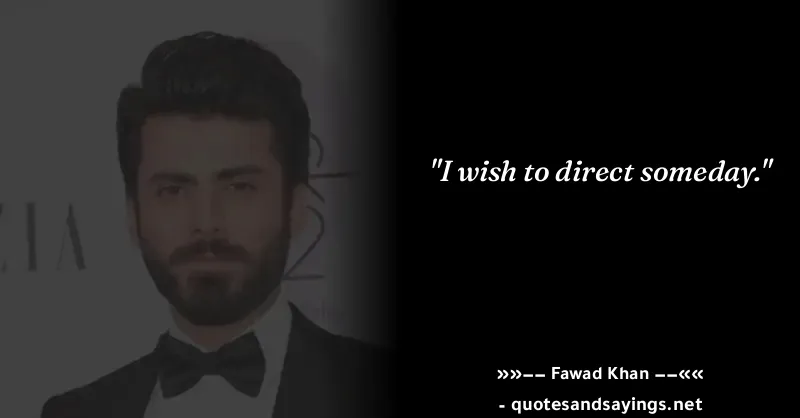 "I wish to direct someday."
»»−− Fawad Khan −−««
- quotesandsayings.net